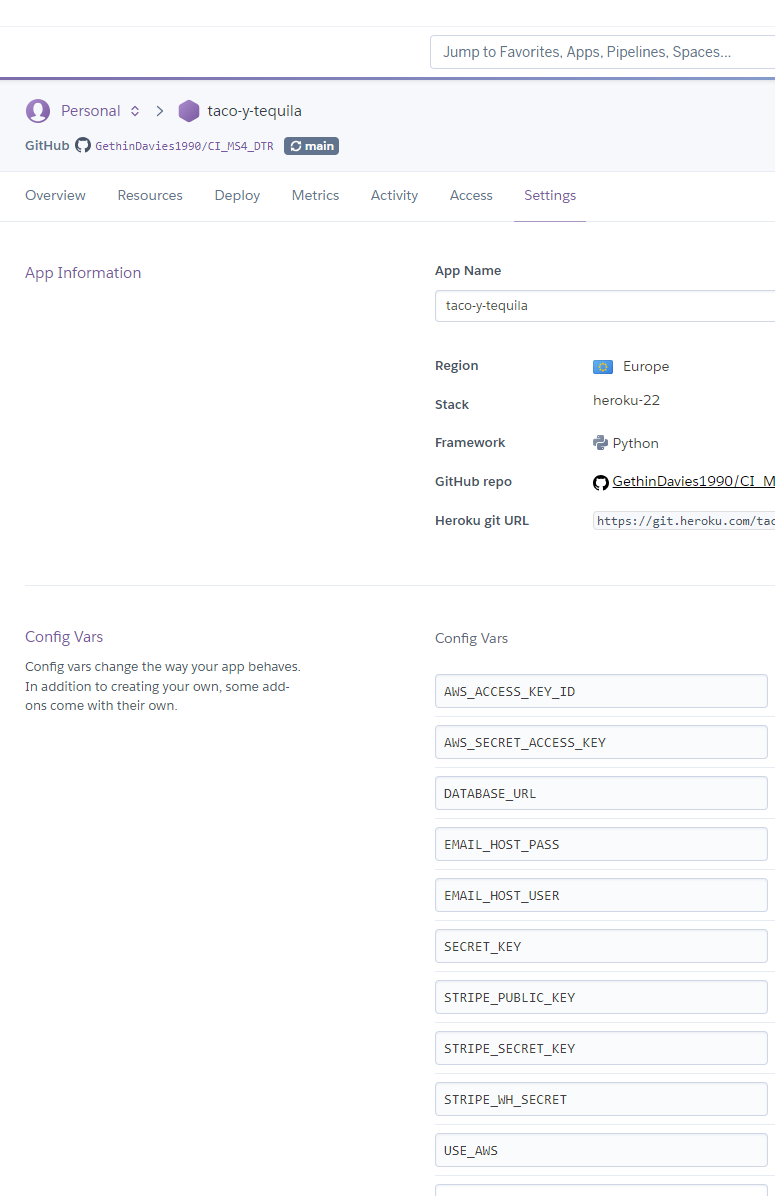 Jump to Favorites, Apps, Pipelines, Spaces...
Personal taco-y-tequila
GitHub GethinDavies1990/CI_MS4_DTR main
Overview Resources Deploy Metrics Activity Access Settings
App Information
App Name
taco-y-tequila
Region Europe
Stack heroku-22
Framework Python
GitHub repo GethinDavies1990/CI_M
Heroku git URL https://git.heroku.com/tac
Config Vars
Config vars change the way your app behaves.
In addition to creating your own, some add-
ons come with their own.
Config Vars
AWS_ACCESS_KEY_ID
AWS_SECRET_ACCESS_KEY
DATABASE_URL
EMAIL_HOST_PASS
EMAIL_HOST_USER
SECRET_KEY
STRIPE_PUBLIC_KEY
STRIPE_SECRET_KEY
STRIPE_WH_SECRET
USE_AWS